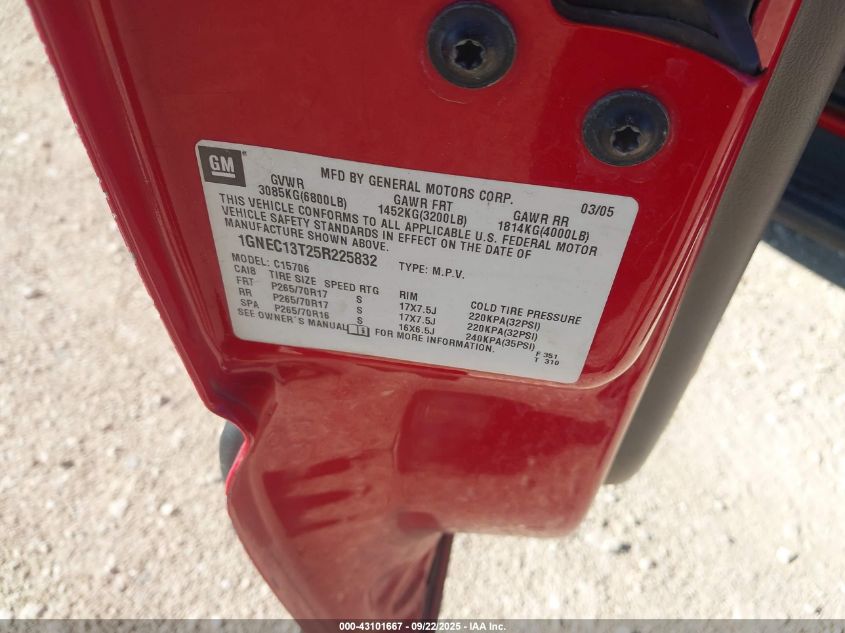 GM
MFD BY GENERAL MOTORS CORP. 03/05
GVWR GAWR FRT GAWR RR
3085KG(6800LB) 1452KG(3200LB) 1814KG(4000LB)
THIS VEHICLE CONFORMS TO ALL APPLICABLE U.S. FEDERAL MOTOR
VEHICLE SAFETY STANDARDS IN EFFECT ON THE DATE OF
MANUFACTURE SHOWN ABOVE.
1GNEC13T25R225832 TYPE: M.P.V.
MODEL: C15706
CAI8 TIRE SIZE SPEED RTG RIM COLD TIRE PRESSURE
FRT P265/70R17 S 17X7.5J 220KPA(32PSI)
RR P265/70R17 S 17X7.5J 220KPA(32PSI)
SPA P265/70R16 S 16X6.5J 240KPA(35PSI)
SEE OWNER'S MANUAL FOR MORE INFORMATION.
F 351
T 310
000-43101667 - 09/22/2025 - IAA Inc.